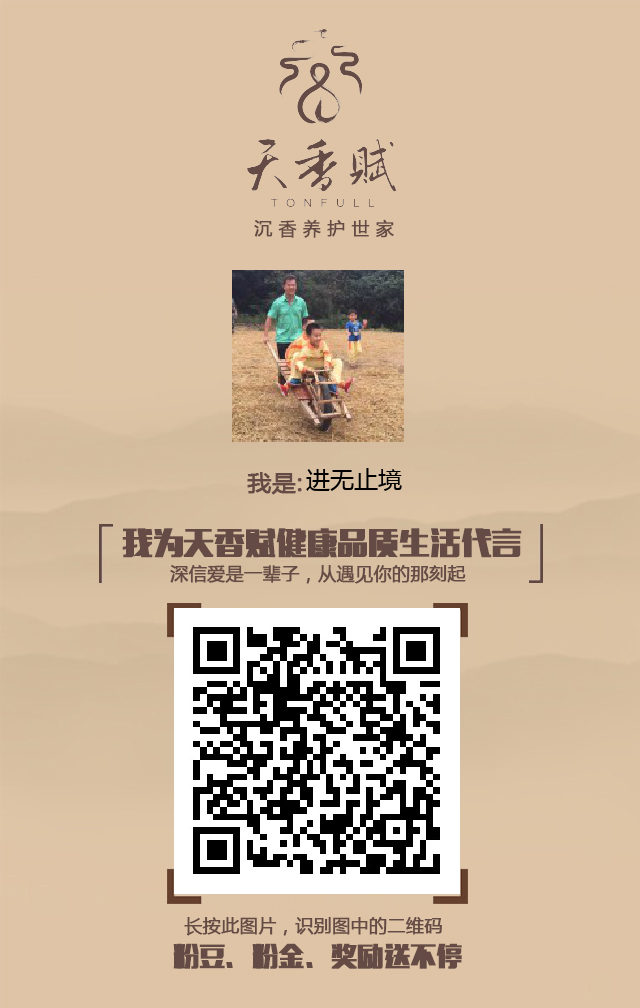 天香赋
TONFULL
沉香养护世家
我是:进无止境
我为天香赋健康品质生活代言
深信爱是一辈子，从遇见你的那刻起
长按此图片，识别图中的二维码
粉豆、粉金、奖励送不停